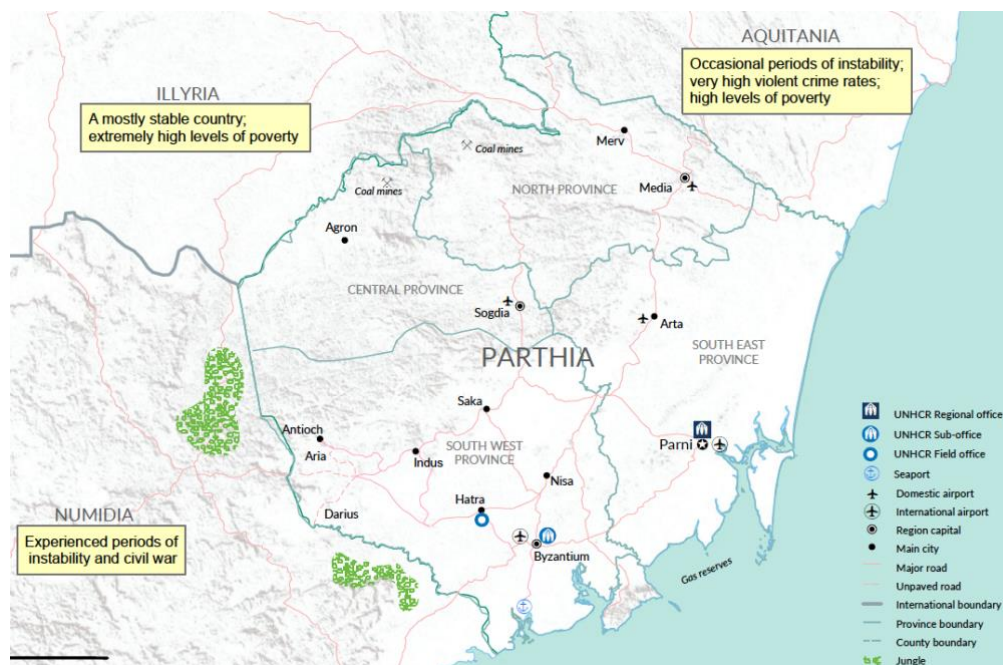 AQUITANIA
Occasional periods of instability;
very high violent crime rates;
high levels of poverty
ILLYRIA
A mostly stable country;
extremely high levels of poverty
Merv
Coal mines
Coal mines
NORTH PROVINCE
Media
Agron
CENTRAL PROVINCE
Sogdia
Arta
SOUTH EAST
PROVINCE
PARTHIA
Saka
Antioch
Aria
SOUTH WEST
PROVINCE
Indus
Parni
Nisa
Hatra
Darius
NUMIDIA
Experienced periods of
instability and civil war
Byzantium
Gas reserves
UNHCR Regional office
UNHCR Sub-office
UNHCR Field office
Seaport
Domestic airport
International airport
Region capital
Main city
Major road
Unpaved road
International boundary
Province boundary
County boundary
Jungle